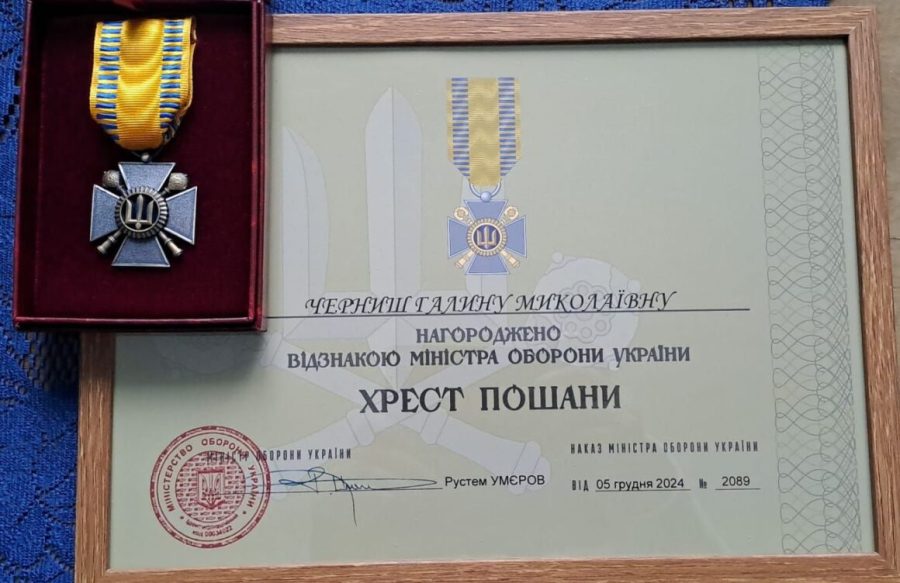 ЧЕРНИШ ГАЛИНУ МИКОЛАЇВНУ
НАГОРОДЖЕНО
ВІДЗНАКОЮ МІНІСТРА ОБОРОНИ УКРАЇНИ
ХРЕСТ ПОШАНИ
МІНІСТР ОБОРОНИ УКРАЇНИ
Рустем УМЄРОВ
МІНІСТЕРСТВО ОБОРОНИ УКРАЇНИ
НАКАЗ МІНІСТРА ОБОРОНИ УКРАЇНИ
ВІД 05 грудня 2024 № 2089